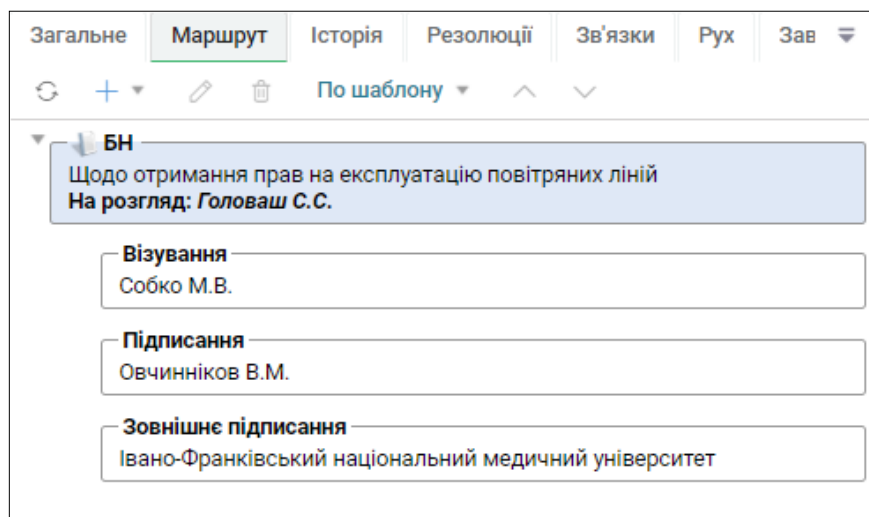 Загальне Маршрут Історія Резолюції Зв'язки Рух Зав
По шаблону
БН
Щодо отримання прав на експлуатацію повітряних ліній
На розгляд: Головаш С.С.
Візування
Собко М.В.
Підписання
Овчинніков В.М.
Зовнішнє підписання
Івано-Франківський національний медичний університет